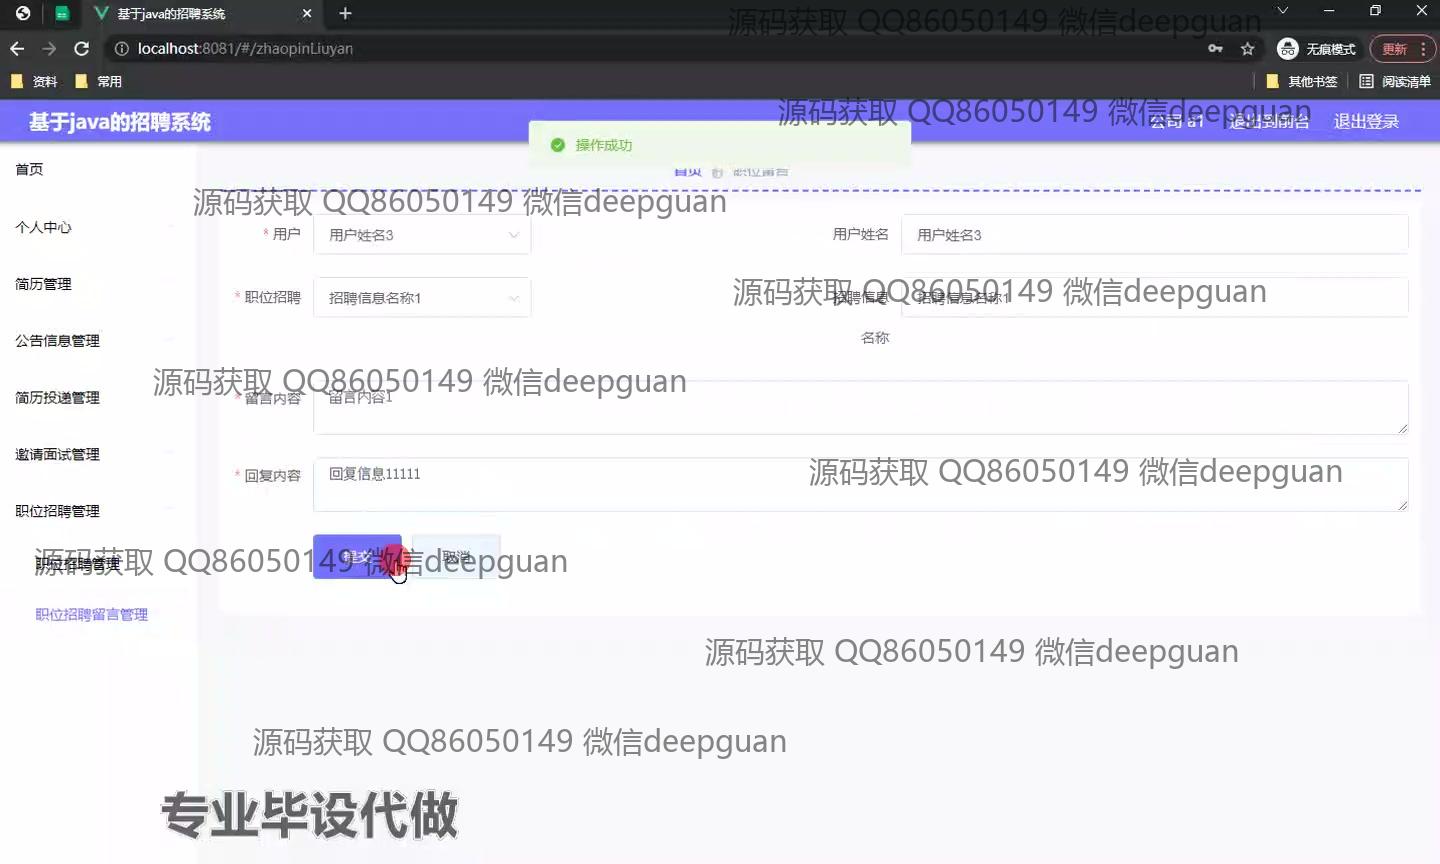 基于java的招聘系统
源码获取 QQ86050149 微信deepguan
localhost:8081/#/zhaopinLiuyan
无痕模式
更新
资料
常用
其他书签
阅读清单
基于java的招聘系统
源码获取 QQ86050149 微信deepguan
公司 a1
退出到前台
退出登录
操作成功
首页
职位留言
首页
源码获取 QQ86050149 微信deepguan
个人中心
* 用户
用户姓名3
用户姓名
用户姓名3
简历管理
* 职位招聘
招聘信息名称1
招聘信息名称
招聘信息名称1
源码获取 QQ86050149 微信deepguan
公告信息管理
源码获取 QQ86050149 微信deepguan
简历投递管理
* 留言内容
留言内容1
邀请面试管理
* 回复内容
回复信息11111
源码获取 QQ86050149 微信deepguan
职位招聘管理
职位招聘管理
源码获取 QQ86050149 微信deepguan
提交
取消
职位招聘留言管理
源码获取 QQ86050149 微信deepguan
源码获取 QQ86050149 微信deepguan
专业毕设代做